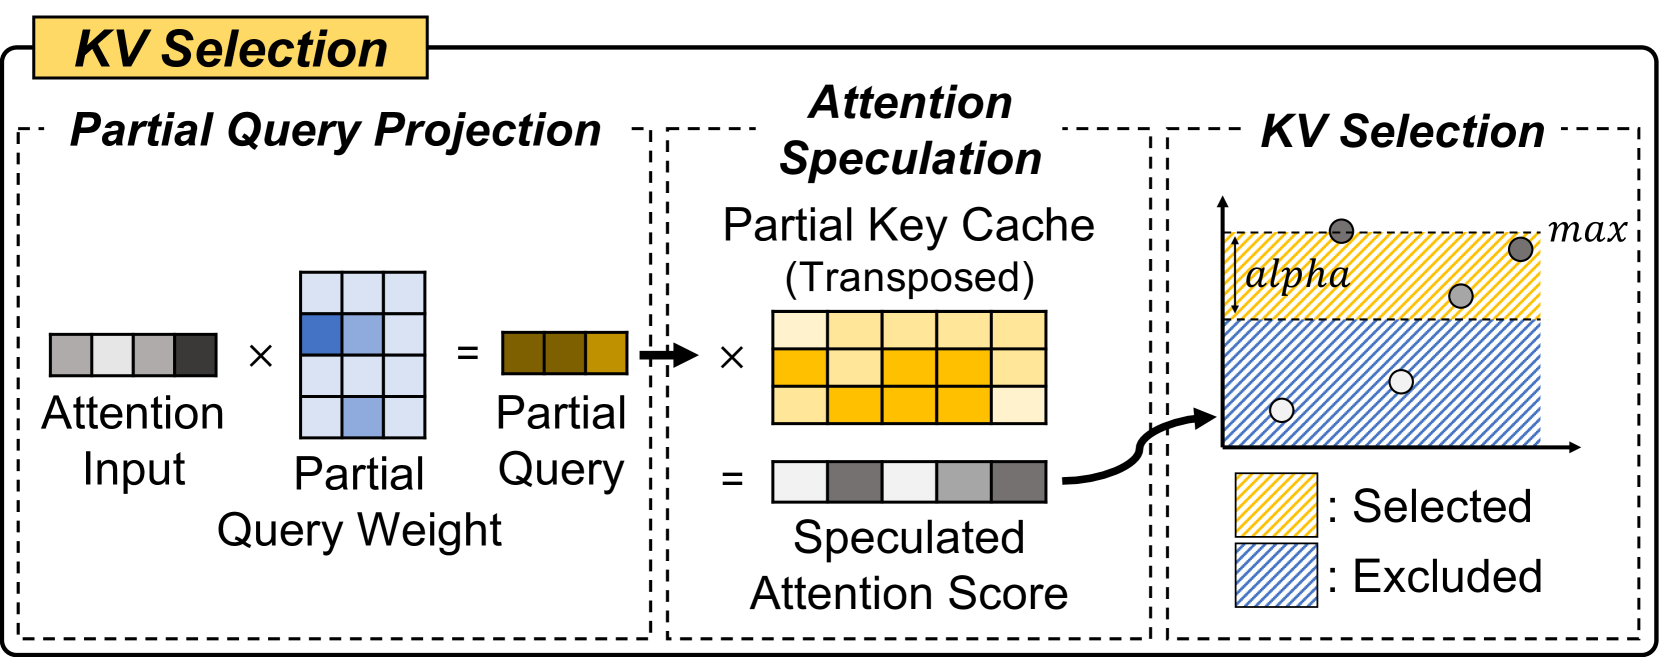 KV Selection
Partial Query Projection
×
=
Attention
Input
Partial
Query Weight
Partial
Query
Attention
Speculation
Partial Key Cache
(Transposed)
×
=
Speculated
Attention Score
KV Selection
max
alpha
: Selected
: Excluded